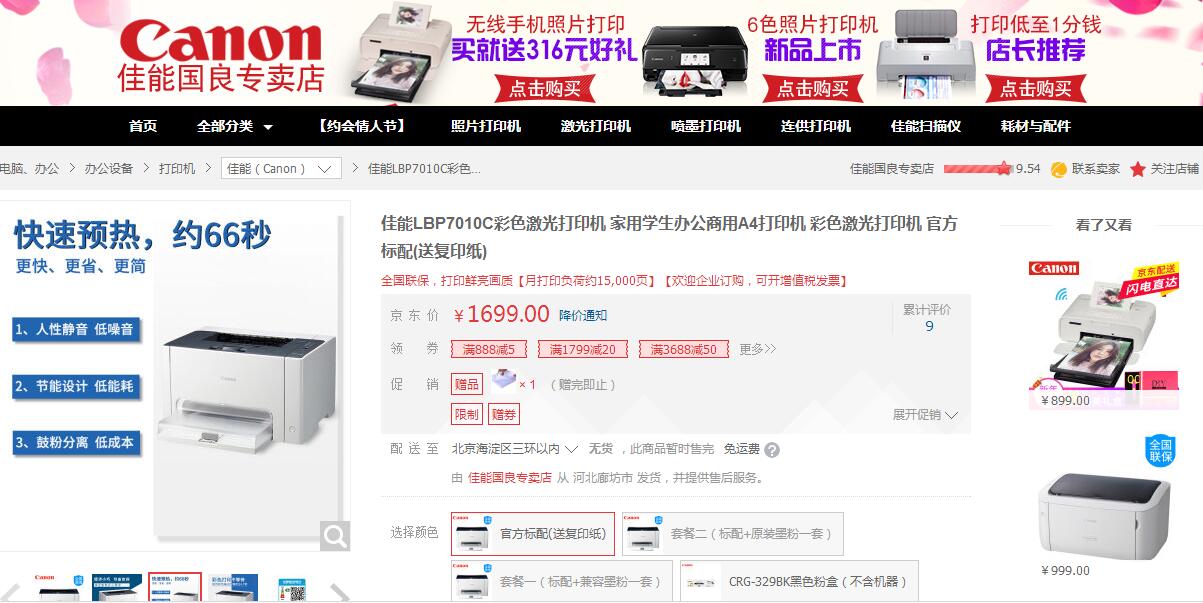 Canon
佳能国良专卖店
无线手机照片打印
买就送316元好礼
点击购买
6色照片打印机
新品上市
点击购买
打印低至1分钱
店长推荐
点击购买
首页 全部分类 【约会情人节】 照片打印机 激光打印机 喷墨打印机 连供打印机 佳能扫描仪 耗材与配件
电脑、办公 > 办公设备 > 打印机 > 佳能（Canon） > 佳能LBP7010C彩色...
佳能国良专卖店 9.54 联系卖家 关注店铺
快速预热，约66秒
更快、更省、更简
1、人性静音 低噪音
2、节能设计 低能耗
3、鼓粉分离 低成本
佳能LBP7010C彩色激光打印机 家用学生办公商用A4打印机 彩色激光打印机 官方
标配(送复印纸)
全国联保，打印鲜亮画质【月打印负荷约15,000页】【欢迎企业订购，可开增值税发票】
京东价 ￥1699.00 降价通知
累计评价
9
领券 满888减5 满1799减20 满3688减50 更多>>
促销 赠品 ×1 （赠完即止）
限制 赠券
展开促销
配送至 北京海淀区三环以内 无货 ，此商品暂时售完 免运费 ?
由 佳能国良专卖店 从 河北廊坊市 发货，并提供售后服务。
选择颜色 官方标配(送复印纸) 套餐二（标配+原装墨粉一套）
套餐一（标配+兼容墨粉一套） CRG-329BK黑色粉盒（不含机器）
看了又看
Canon
京东配送
闪电直达
￥899.00
全国
联保
￥999.00